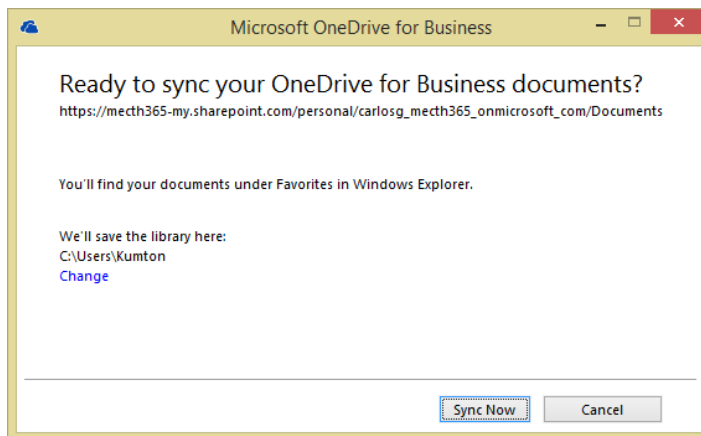 Microsoft OneDrive for Business
Ready to sync your OneDrive for Business documents?
https://mecth365-my.sharepoint.com/personal/carlosg_mecth365_onmicrosoft_com/Documents
You'll find your documents under Favorites in Windows Explorer.
We'll save the library here:
C:\Users\Kumton
Change
Sync Now Cancel